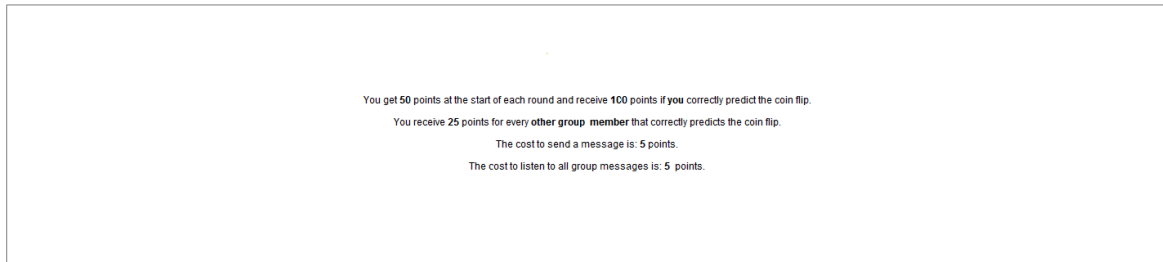 You get 50 points at the start of each round and receive 100 points if you correctly predict the coin flip.
You receive 25 points for every other group member that correctly predicts the coin flip.
The cost to send a message is: 5 points.
The cost to listen to all group messages is: 5 points.